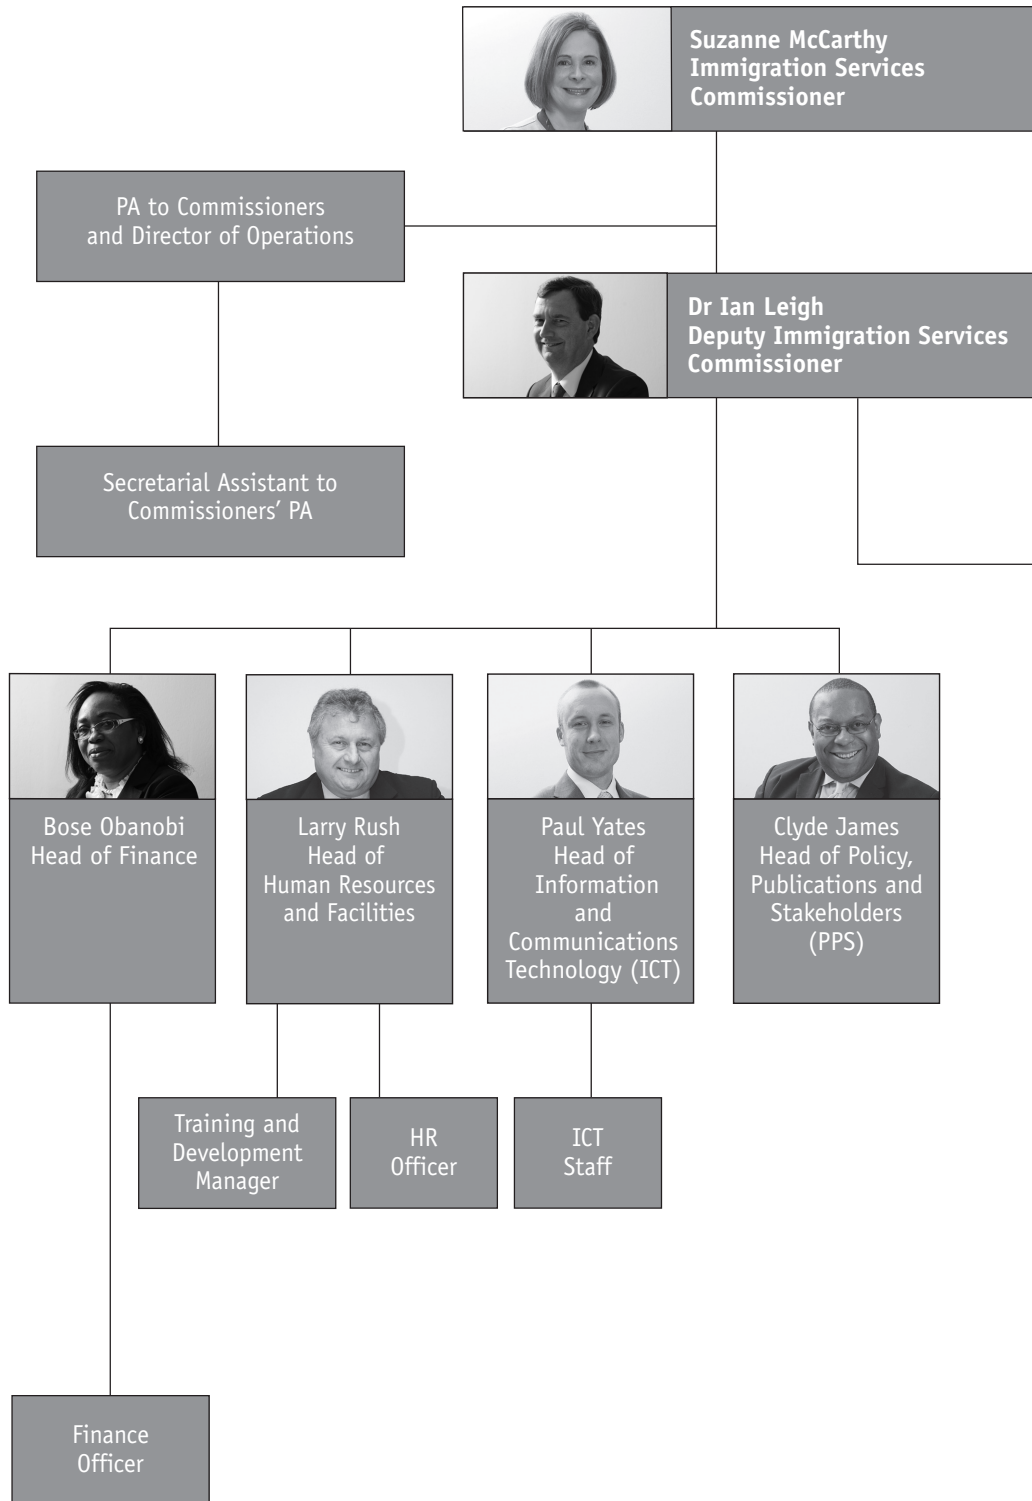 Suzanne McCarthy
Immigration Services
Commissioner
PA to Commissioners
and Director of Operations
Dr Ian Leigh
Deputy Immigration Services
Commissioner
Secretarial Assistant to
Commissioners’ PA
Bose Obanobi
Head of Finance
Larry Rush
Head of
Human Resources
and Facilities
Paul Yates
Head of
Information
and
Communications
Technology (ICT)
Clyde James
Head of Policy,
Publications and
Stakeholders
(PPS)
Training and
Development
Manager
HR
Officer
ICT
Staff
Finance
Officer